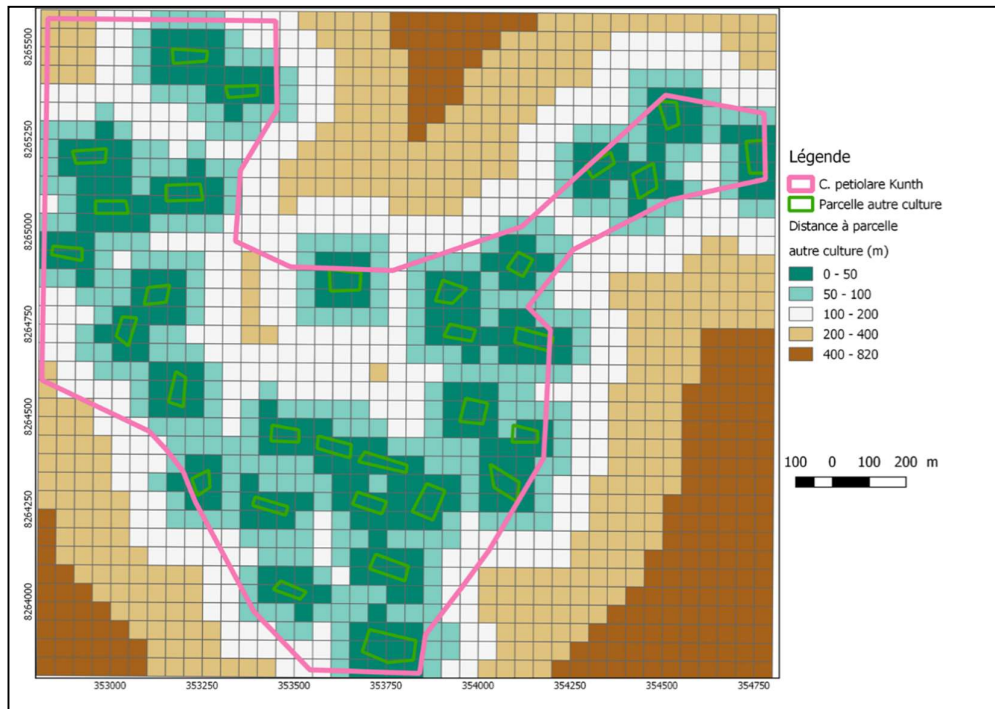 8265500
8265250
8265000
8264750
8264500
8264250
8264000
353000 353250 353500 353750 354000 354250 354500 354750
Légende
C. petiolare Kunth
Parcelle autre culture
Distance à parcelle
autre culture (m)
0 - 50
50 - 100
100 - 200
200 - 400
400 - 820
100 0 100 200 m